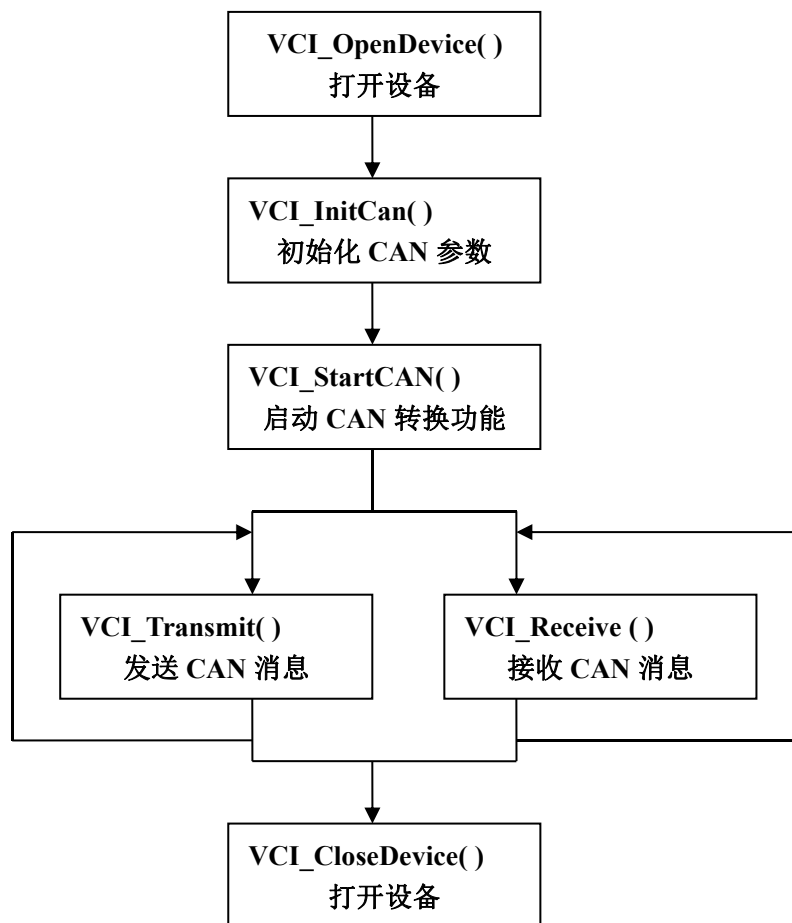 VCI_OpenDevice( )
打开设备
VCI_InitCan( )
初始化 CAN 参数
VCI_StartCAN( )
启动 CAN 转换功能
VCI_Transmit( )
发送 CAN 消息
VCI_Receive ( )
接收 CAN 消息
VCI_CloseDevice( )
打开设备